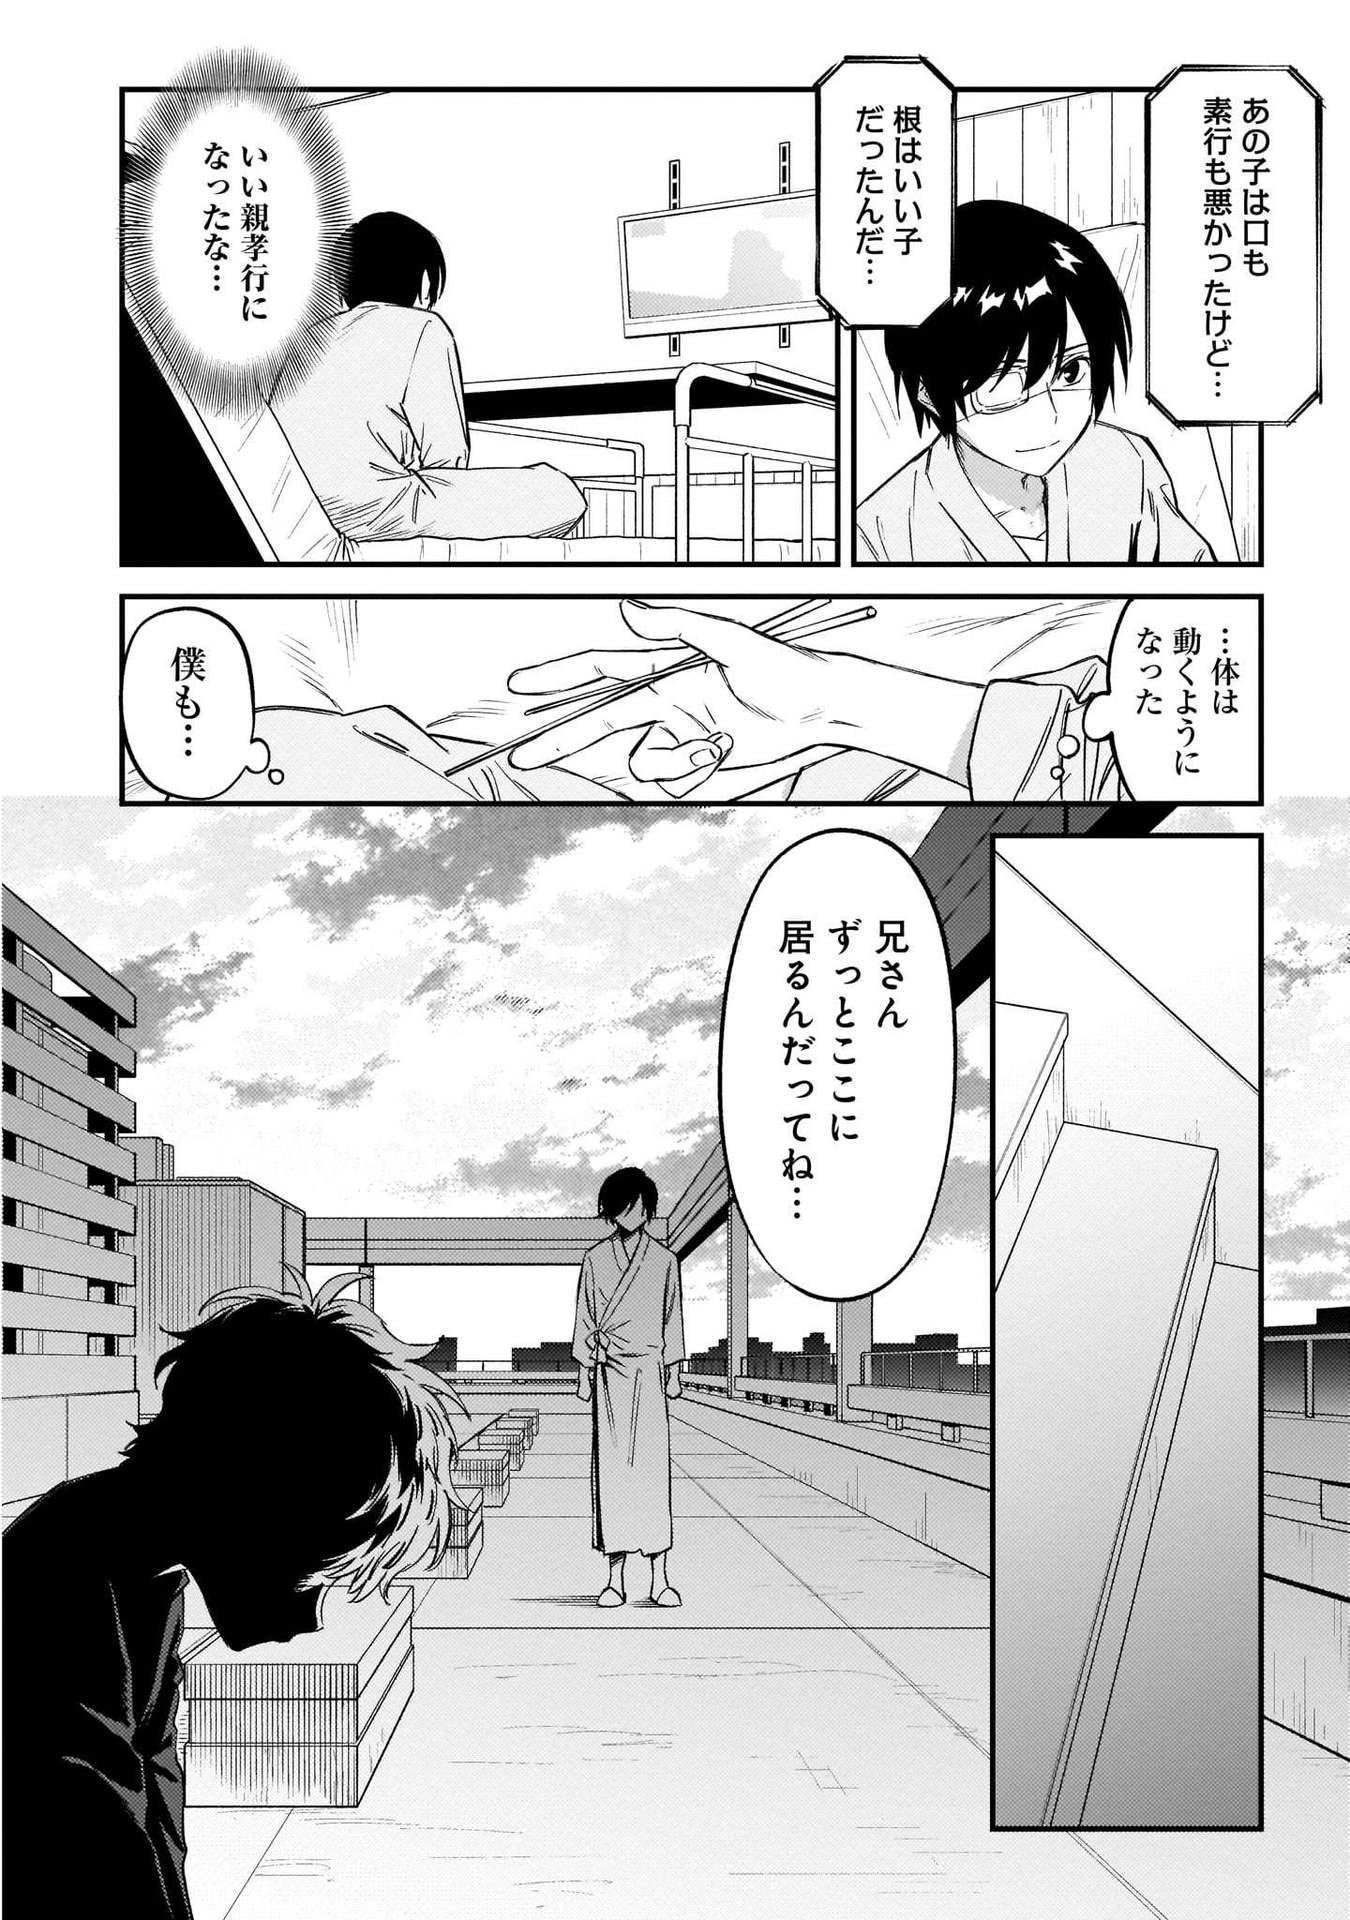 あの子は口も
素行も悪かったけど…
根はいい子
だったんだ…
いい親孝行に
なったな…
…体は
動くように
なった
僕も…
兄さん
ずっとここに
居るんだってね…